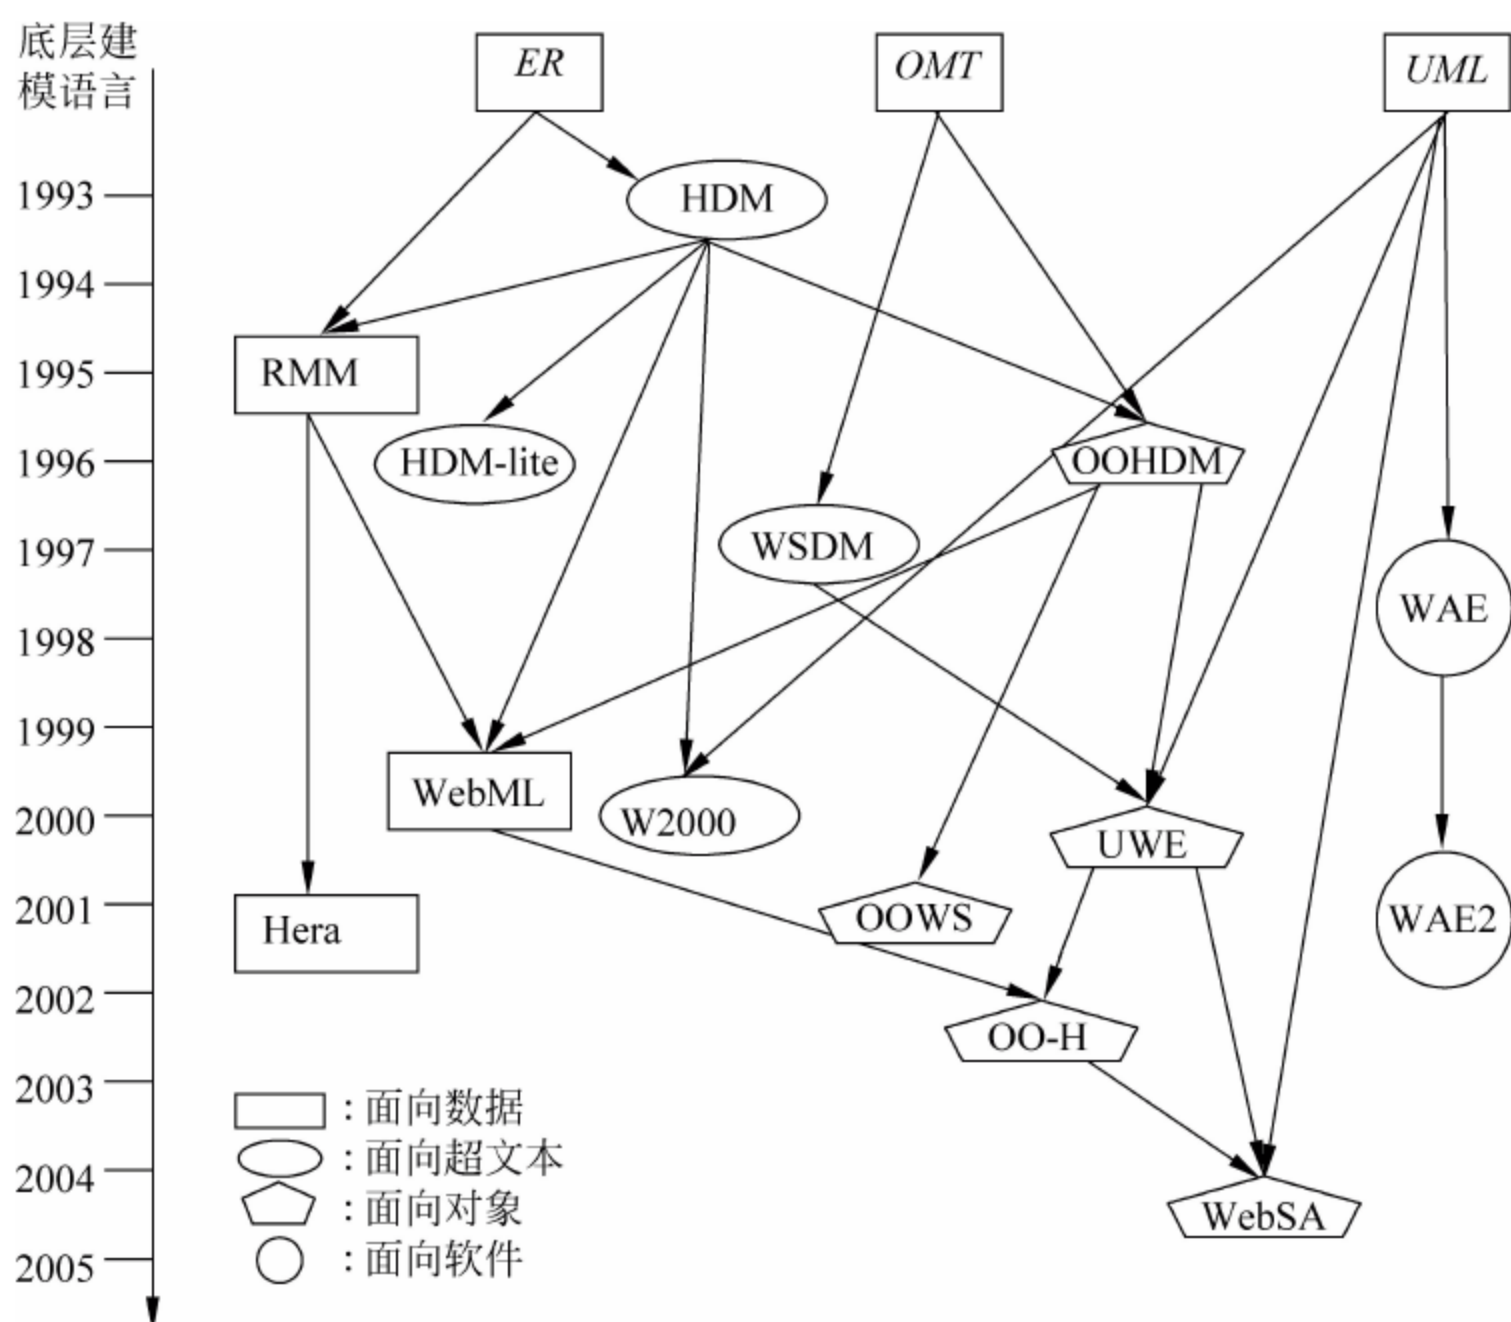 底层建
模语言
ER
OMT
UML
1993
HDM
1994
RMM
1995
HDM-lite
1996
OOHDM
WSDM
1997
WAE
1998
1999
WebML
W2000
2000
UWE
2001
OOWS
WAE2
Hera
2002
OO-H
2003
：面向数据
：面向超文本
2004
：面向对象
WebSA
：面向软件
2005